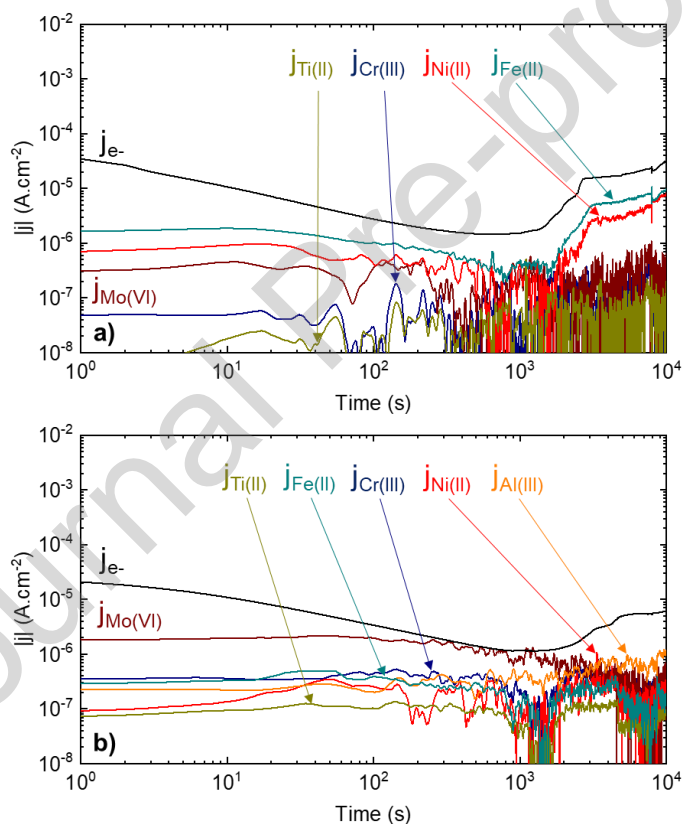 10⁻²
10⁻³
10⁻⁴
10⁻⁵
10⁻⁶
10⁻⁷
10⁻⁸
|j| (A.cm⁻²)
jTi(II) jCr(III) jNi(II) jFe(II)
je-
jMo(VI)
a)
10⁰ 10¹ 10² 10³ 10⁴
Time (s)
10⁻²
10⁻³
10⁻⁴
10⁻⁵
10⁻⁶
10⁻⁷
10⁻⁸
|j| (A.cm⁻²)
jTi(II) jFe(II) jCr(III) jNi(II) jAl(III)
je-
jMo(VI)
b)
10⁰ 10¹ 10² 10³ 10⁴
Time (s)
Journal Pre-pro